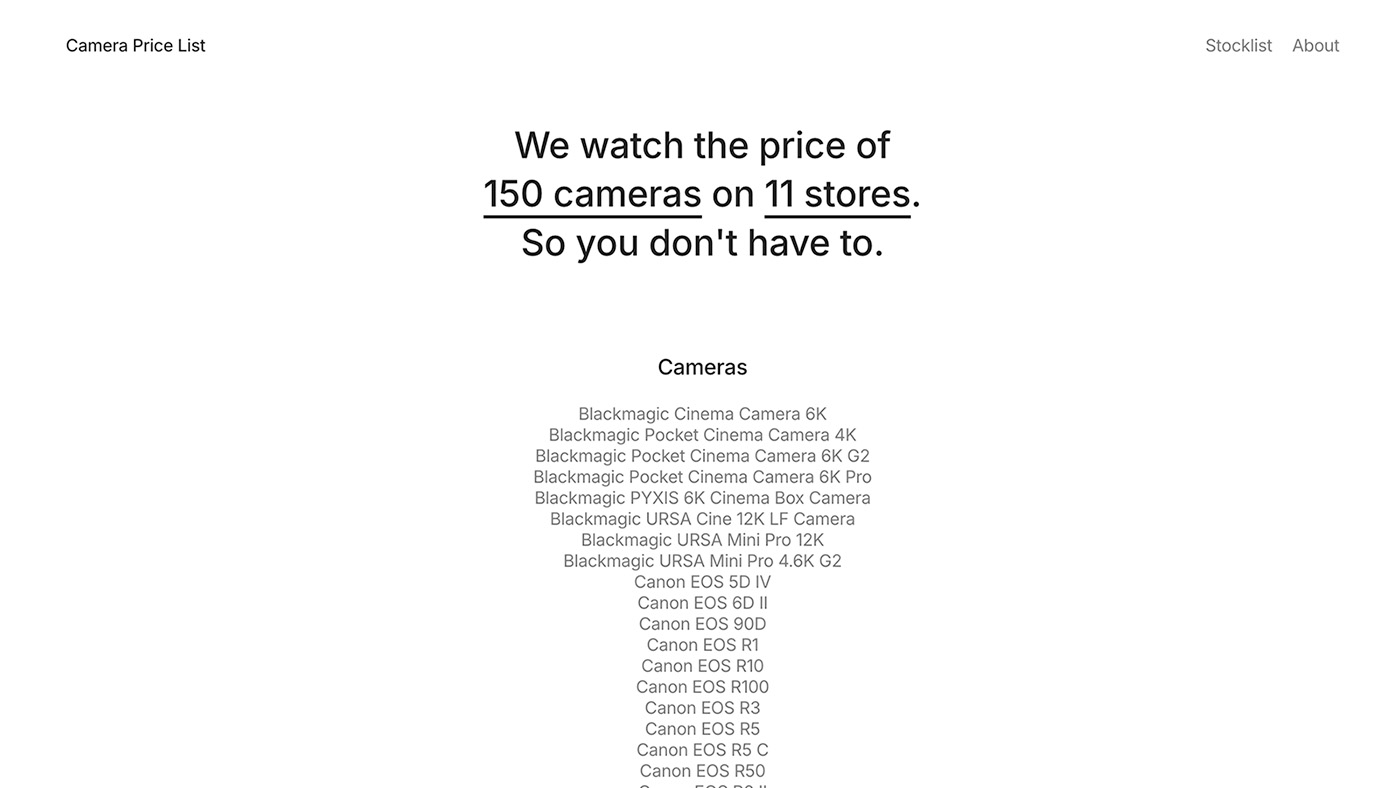 Camera Price List
Stocklist
About
We watch the price of
150 cameras on 11 stores.
So you don't have to.
Cameras
Blackmagic Cinema Camera 6K
Blackmagic Pocket Cinema Camera 4K
Blackmagic Pocket Cinema Camera 6K G2
Blackmagic Pocket Cinema Camera 6K Pro
Blackmagic PYXIS 6K Cinema Box Camera
Blackmagic URSA Cine 12K LF Camera
Blackmagic URSA Mini Pro 12K
Blackmagic URSA Mini Pro 4.6K G2
Canon EOS 5D IV
Canon EOS 6D II
Canon EOS 90D
Canon EOS R1
Canon EOS R10
Canon EOS R100
Canon EOS R3
Canon EOS R5
Canon EOS R5 C
Canon EOS R50